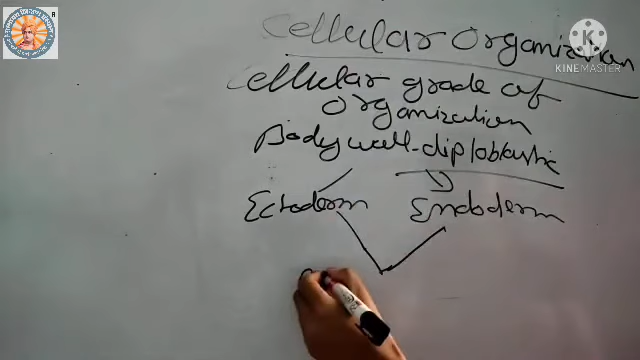 Cellular Organization
Cellular grade of
organization
Body wall - diploblastic
Ectoderm Endoderm
KINEMASTER